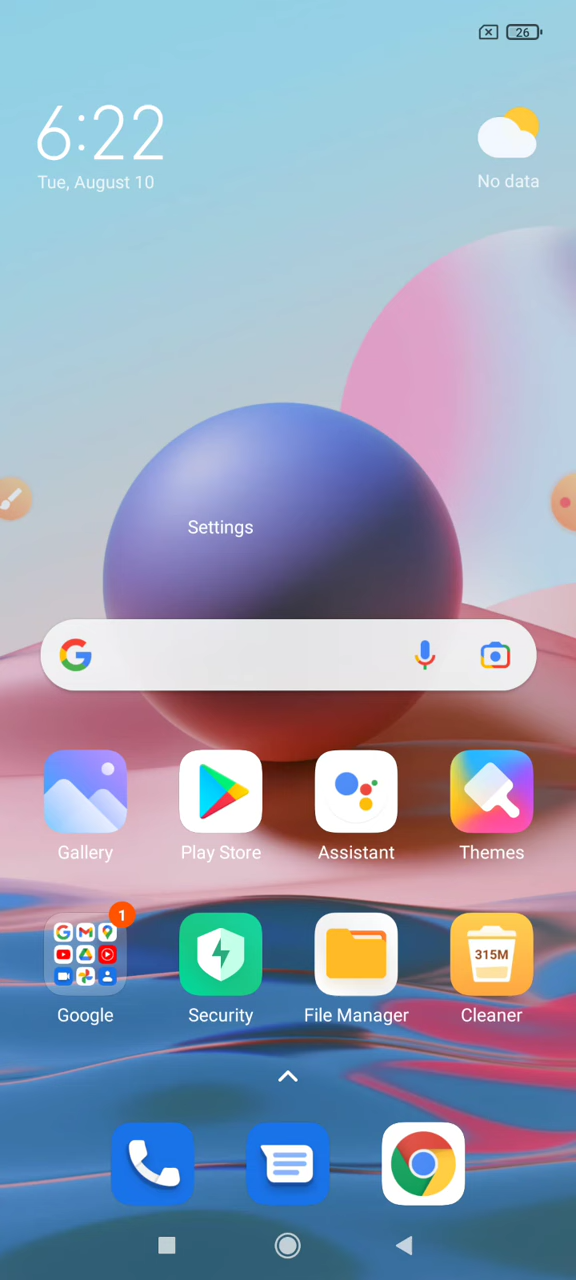 26
6:22
Tue, August 10
No data
Settings
Gallery
Play Store
Assistant
Themes
1
315M
Google
Security
File Manager
Cleaner